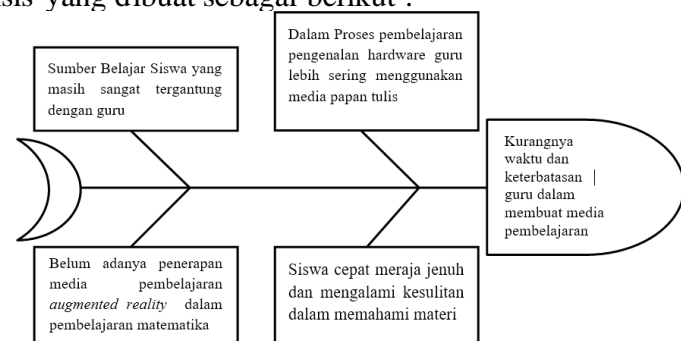 yang dibuat sebagai berikut :
Dalam Proses pembelajaran
pengenalan hardware guru
lebih sering menggunakan
media papan tulis
Sumber Belajar Siswa yang
masih sangat tergantung
dengan guru
Kurangnya
waktu dan
keterbatasan
guru dalam
membuat media
pembelajaran
Belum adanya penerapan
media pembelajaran
augmented reality dalam
pembelajaran matematika
Siswa cepat meraja jenuh
dan mengalami kesulitan
dalam memahami materi